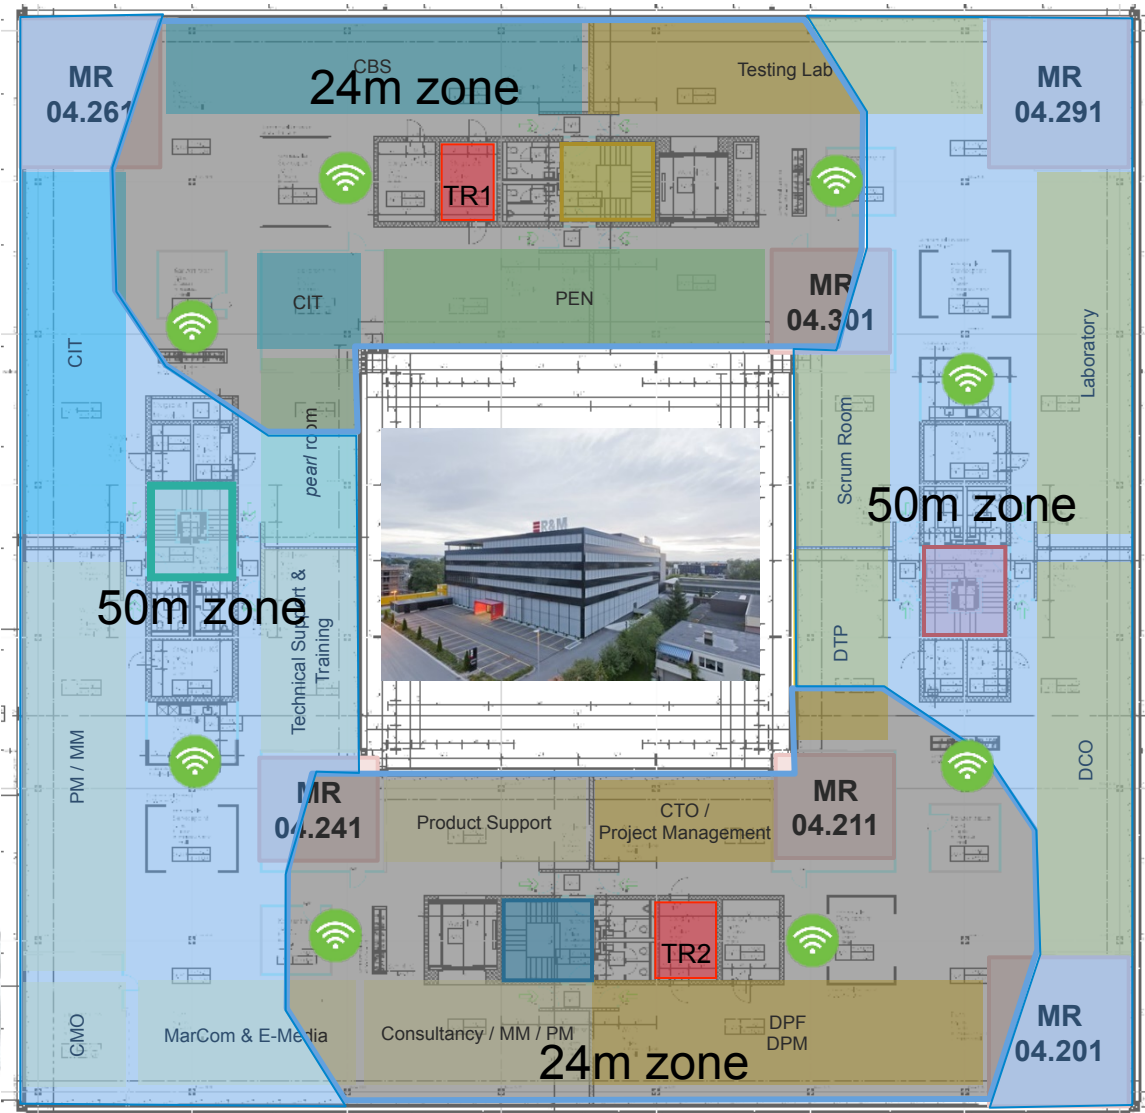 MR
04.261
CBS
24m zone
Testing Lab
MR
04.291
TR1
CIT
PEN
MR
04.301
CIT
pearl room
Scrum Room
Laboratory
R&M
50m zone
50m zone
Technical Support &
Training
DTP
PM / MM
DCO
MR
04.241
Product Support
CTO /
Project Management
MR
04.211
TR2
CMO
MarCom & E-Media
Consultancy / MM / PM
DPF
DPM
24m zone
MR
04.201